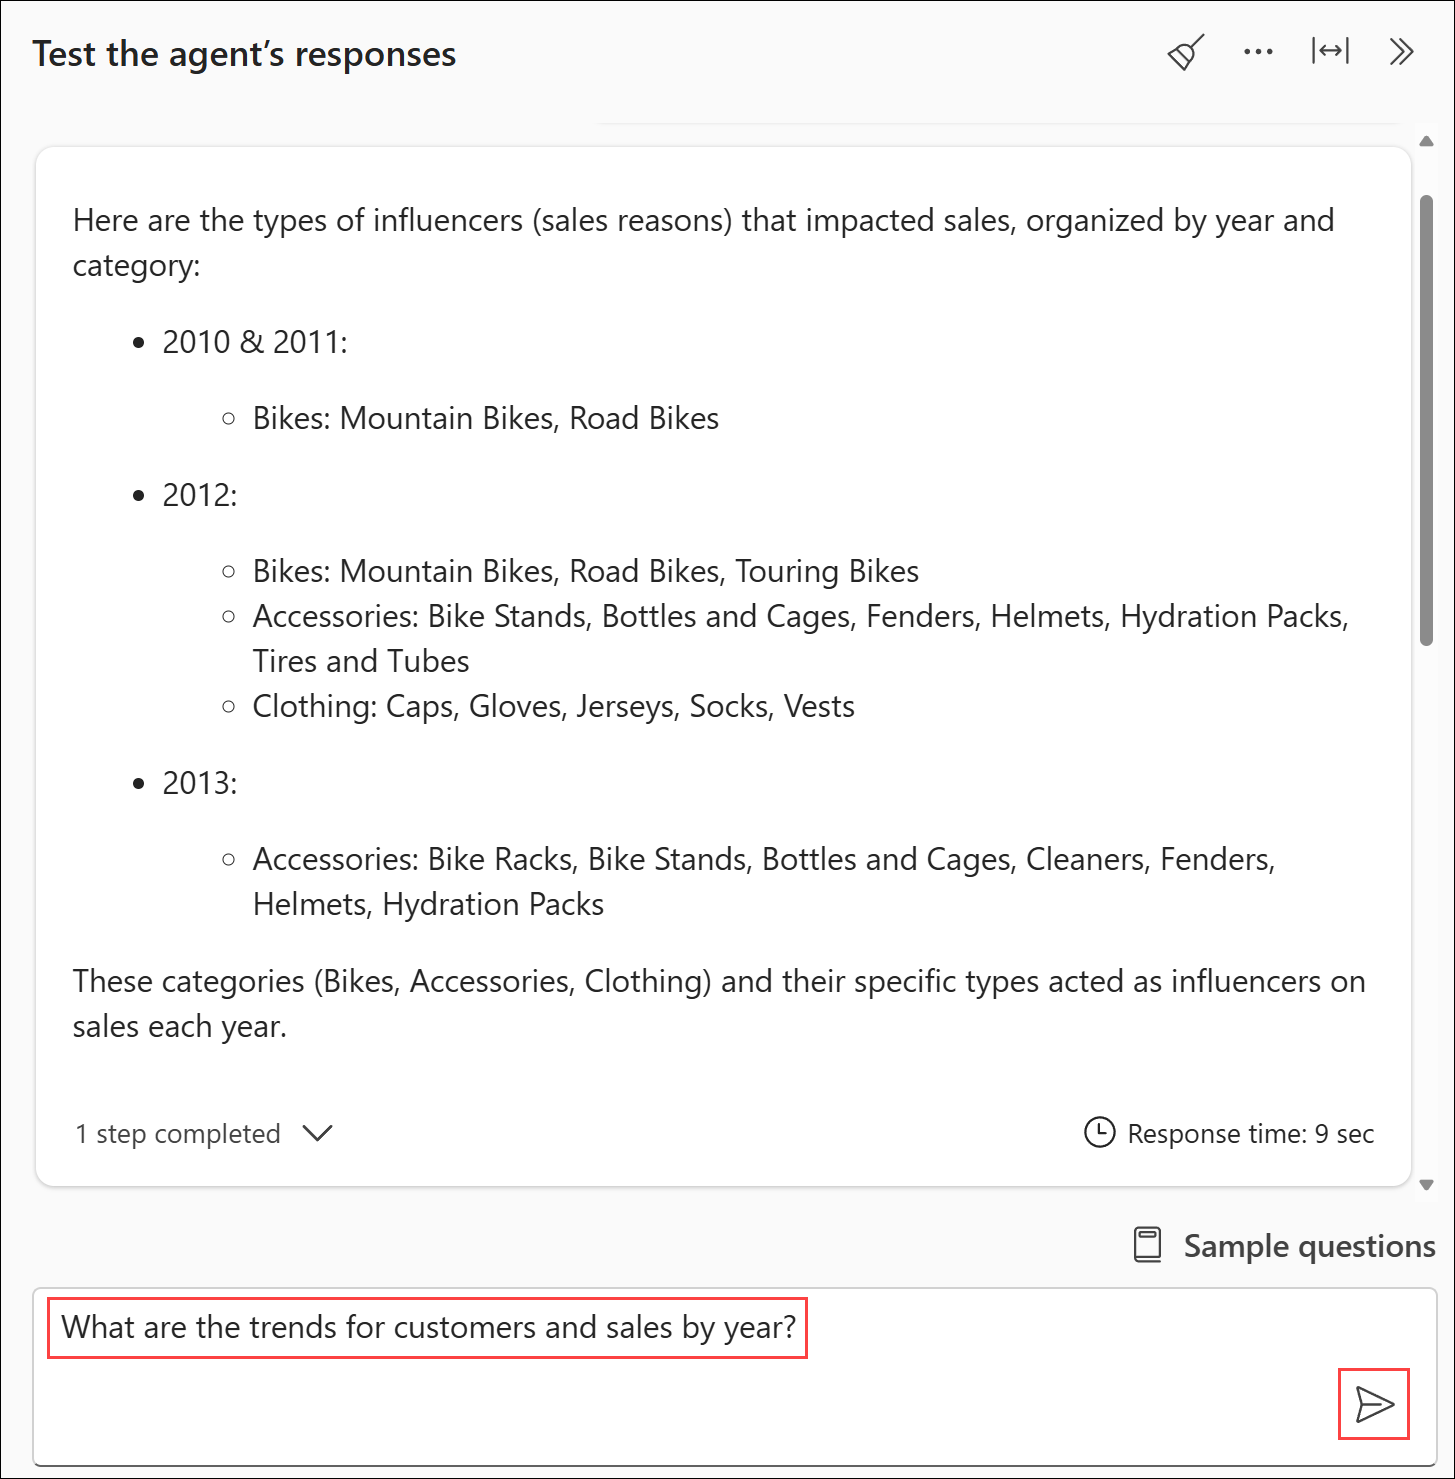 Test the agent’s responses
Here are the types of influencers (sales reasons) that impacted sales, organized by year and
category:
• 2010 & 2011:
○ Bikes: Mountain Bikes, Road Bikes
• 2012:
○ Bikes: Mountain Bikes, Road Bikes, Touring Bikes
○ Accessories: Bike Stands, Bottles and Cages, Fenders, Helmets, Hydration Packs,
Tires and Tubes
○ Clothing: Caps, Gloves, Jerseys, Socks, Vests
• 2013:
○ Accessories: Bike Racks, Bike Stands, Bottles and Cages, Cleaners, Fenders,
Helmets, Hydration Packs
These categories (Bikes, Accessories, Clothing) and their specific types acted as influencers on
sales each year.
1 step completed
Response time: 9 sec
Sample questions
What are the trends for customers and sales by year?